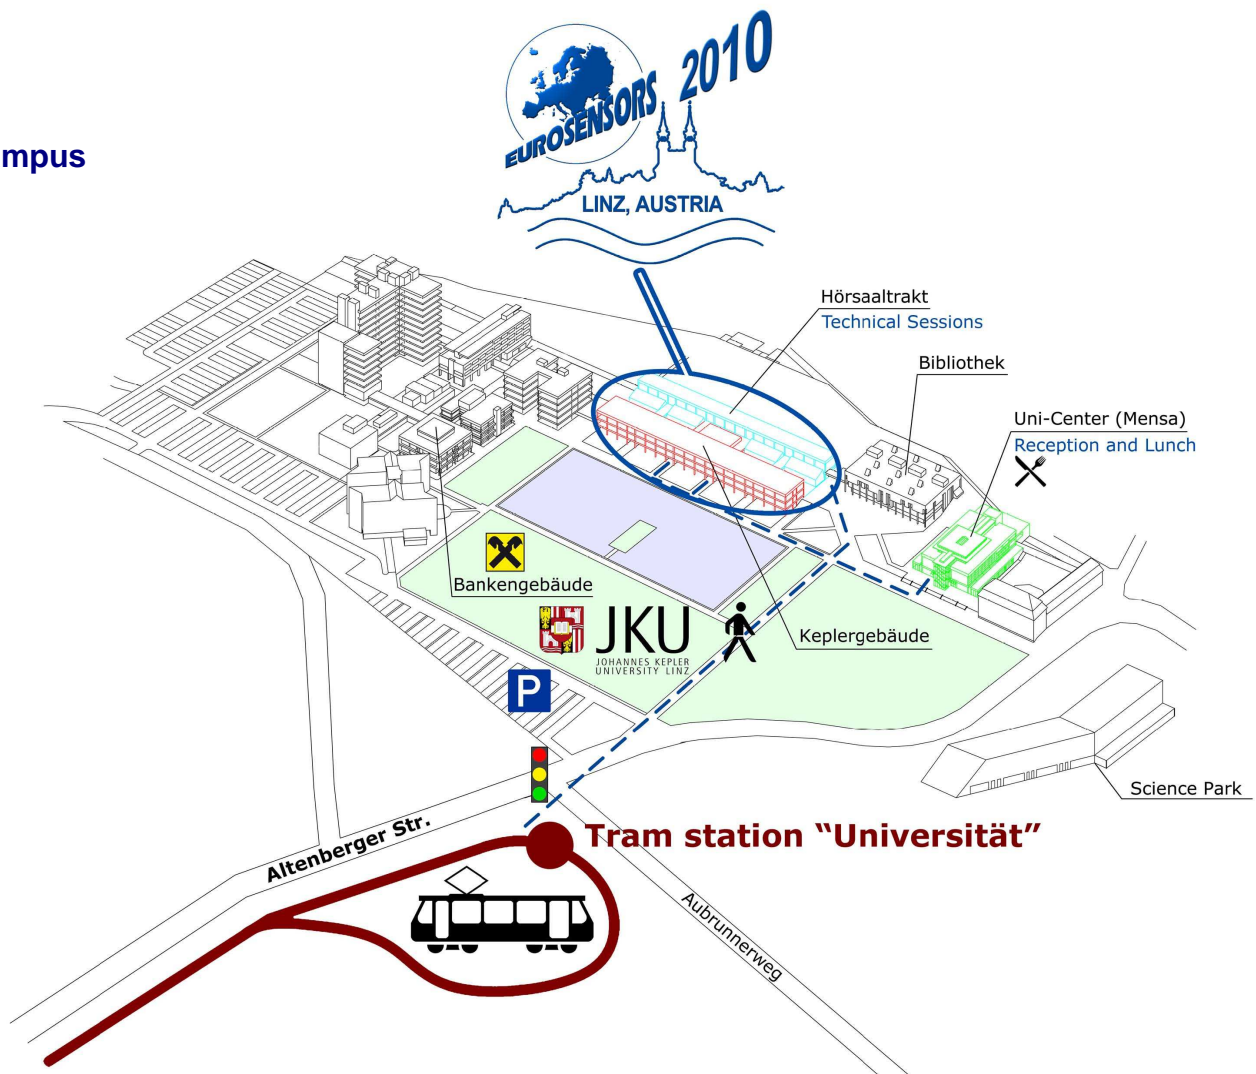 EUROSENSORS 2010
mpus
LINZ, AUSTRIA
Hörsaaltrakt
Technical Sessions
Bibliothek
Uni-Center (Mensa)
Reception and Lunch
Bankengebäude
JKU
JOHANNES KEPLER
UNIVERSITY LINZ
Keplergebäude
P
Science Park
Altenberger Str.
Tram station “Universität”
Aubrunnerweg